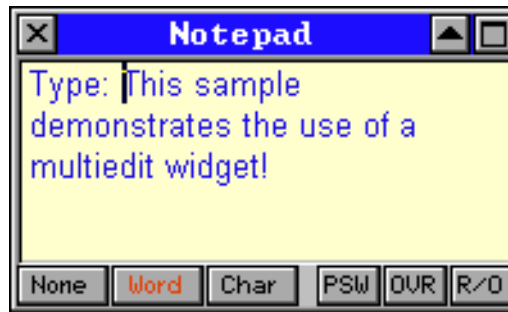 Notepad
Type: This sample
demonstrates the use of a
multiedit widget!
None Word Char PSW OVR R/O